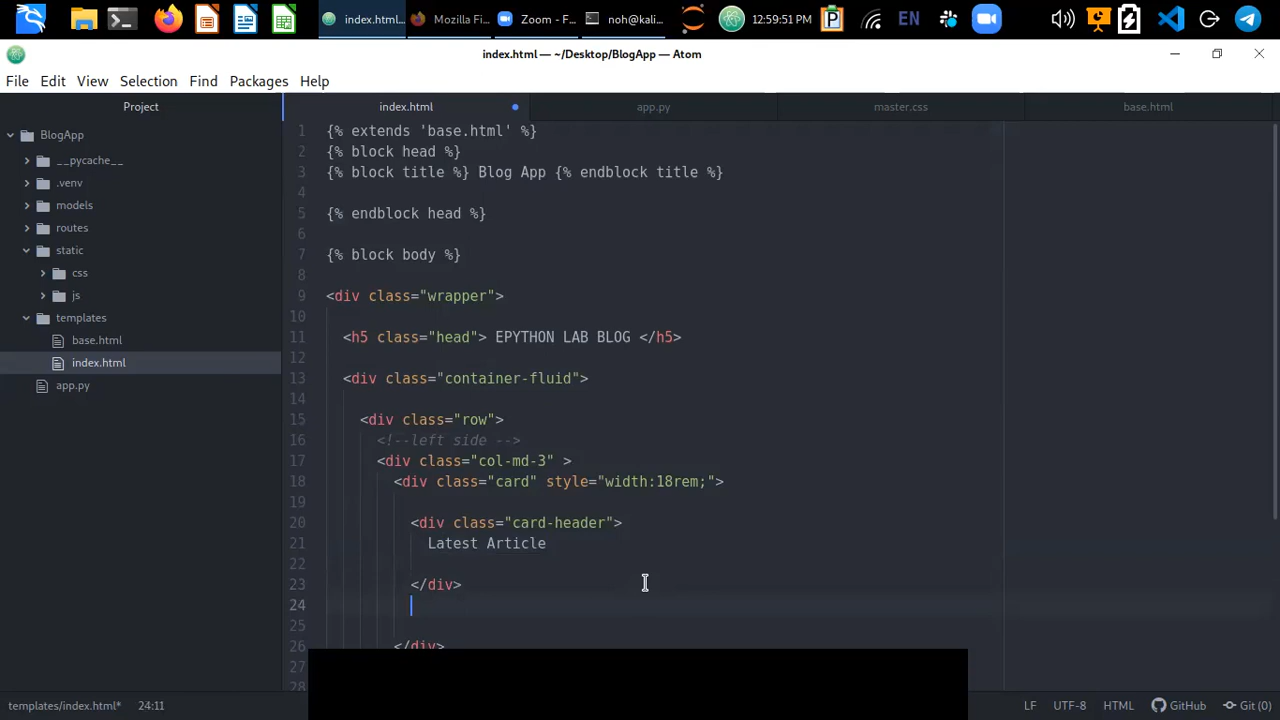 index.html...
Mozilla Fi...
Zoom - F...
noh@kali...
12:59:51
P
EN
index.html — ~/Desktop/BlogApp — Atom
File Edit View Selection Find Packages Help
Project
index.html
app.py
master.css
base.html
BlogApp
__pycache__
.venv
models
routes
static
css
js
templates
base.html
index.html
app.py
1 {% extends 'base.html' %}
2 {% block head %}
3 {% block title %} Blog App {% endblock title %}
4
5 {% endblock head %}
6
7 {% block body %}
8
9 <div class="wrapper">
10
11 <h5 class="head"> EPYTHON LAB BLOG </h5>
12
13 <div class="container-fluid">
14
15 <div class="row">
16 <!--left side -->
17 <div class="col-md-3" >
18 <div class="card" style="width:18rem;">
19
20 <div class="card-header">
21 Latest Article
22
23 </div>
24
25
26 </div>
27
28
templates/index.html* 24:11
LF UTF-8 HTML GitHub Git (0)